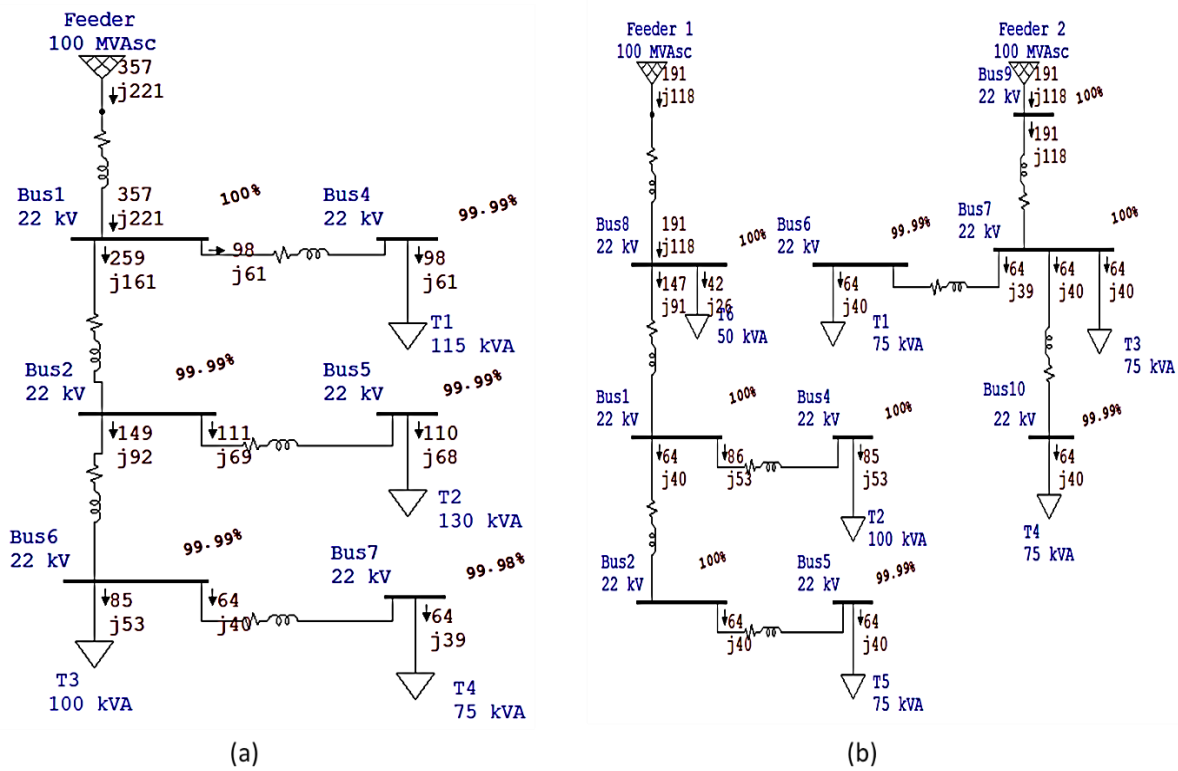 Feeder
100 MVAsc
357
j221
Bus1
22 kV
357
j221
100%
Bus4
22 kV
99.99%
259
j161
98
j61
98
j61
T1
115 kVA
Bus2
22 kV
99.99%
Bus5
22 kV
99.99%
149
j92
111
j69
110
j68
T2
130 kVA
Bus6
22 kV
99.99%
Bus7
22 kV
99.98%
85
j53
64
j40
64
j39
T3
100 kVA
T4
75 kVA
(a)
Feeder 1
100 MVAsc
191
j118
Feeder 2
100 MVAsc
Bus9
22 kV
191
j118
100%
191
j118
Bus8
22 kV
191
j118
100%
Bus6
22 kV
99.99%
Bus7
22 kV
100%
147
j91
42
j26
T6
50 kVA
64
j40
T1
75 kVA
64
j39
64
j40
64
j40
T3
75 kVA
Bus1
22 kV
100%
Bus4
22 kV
100%
Bus10
22 kV
99.99%
64
j40
86
j53
85
j53
T2
100 kVA
64
j40
T4
75 kVA
Bus2
22 kV
100%
Bus5
22 kV
99.99%
64
j40
64
j40
T5
75 kVA
(b)